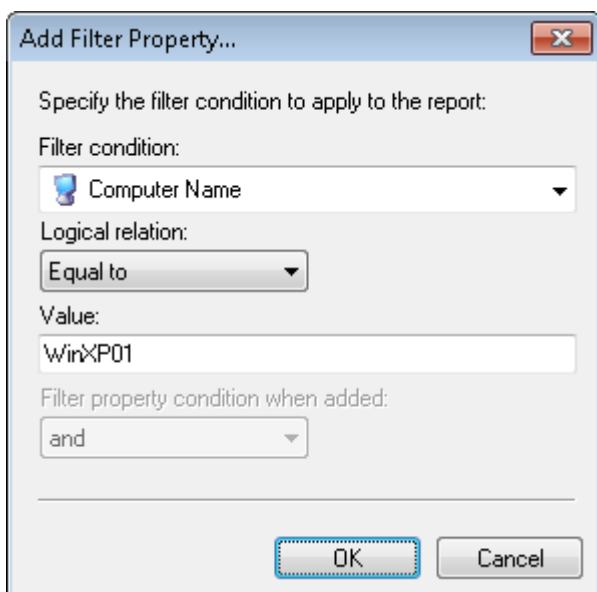 Add Filter Property...
Specify the filter condition to apply to the report:
Filter condition:
Computer Name
Logical relation:
Equal to
Value:
WinXP01
Filter property condition when added:
and
OK Cancel